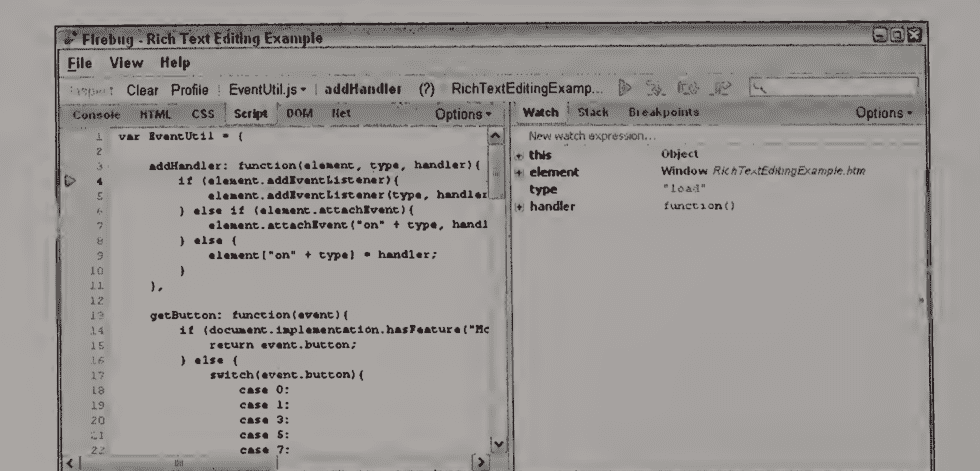 Firebug - Rich Text Editing Example
File View Help
Inspect Clear Profile EventUtil.js addHandler (?) RichTextEditingExamp...
Console HTML CSS Script DOM Net Options
1 var EventUtil = {
2
3 addHandler: function(element, type, handler){
4 if (element.addEventListener){
5 element.addEventListener(type, handler
6 } else if (element.attachEvent){
7 element.attachEvent("on" + type, handl
8 } else {
9 element["on" + type] = handler;
10 }
11 },
12
13 getButton: function(event){
14 if (document.implementation.hasFeature("Mo
15 return event.button;
16 } else {
17 switch(event.button){
18 case 0:
19 case 1:
20 case 3:
21 case 5:
22 case 7:
Watch Stack Breakpoints Options
New watch expression...
this Object
element Window RichTextEditingExample.htm
type "load"
handler function()